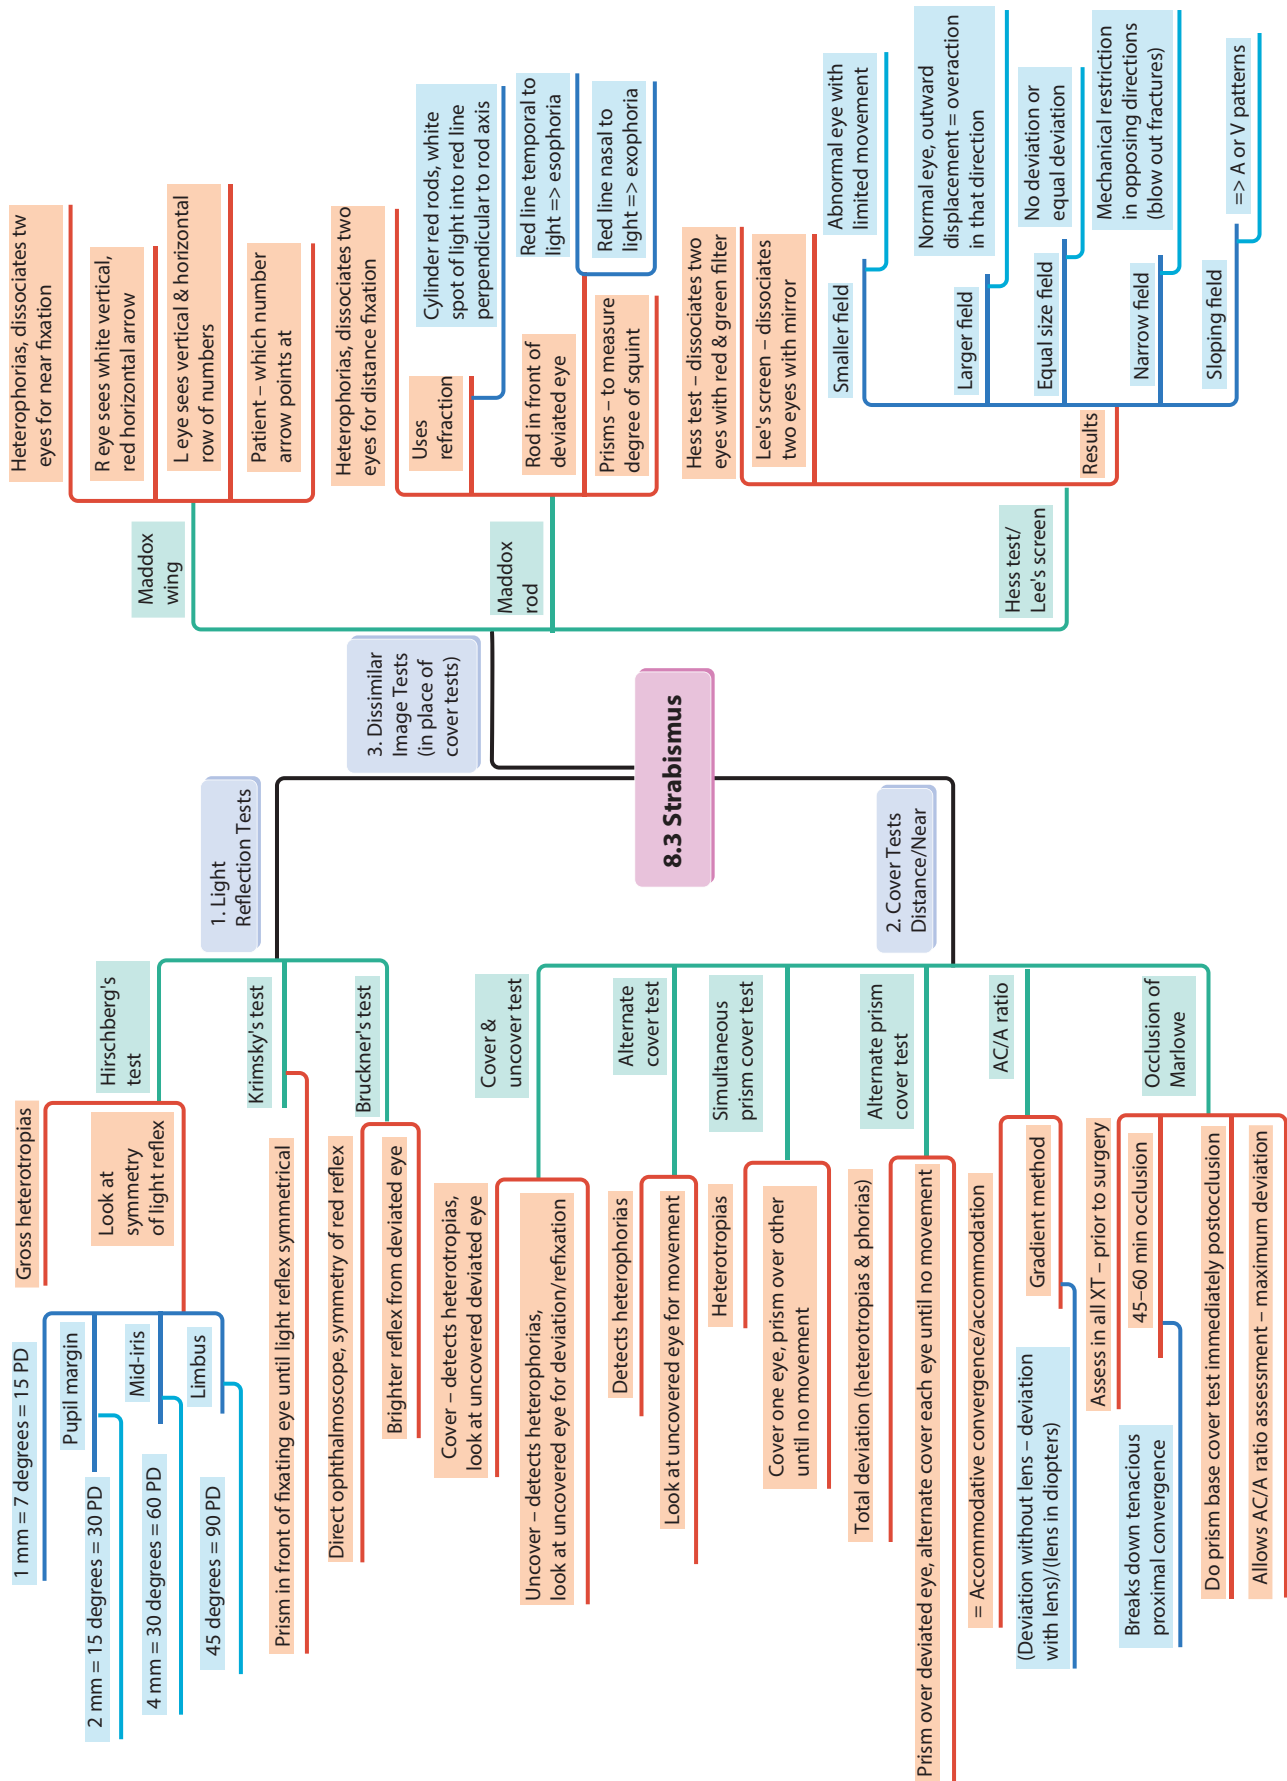 8.3 Strabismus
1. Light
Reflection Tests
Hirschberg's
test
Gross heterotropias
Look at
symmetry
of light reflex
1 mm = 7 degrees = 15 PD
Pupil margin
2 mm = 15 degrees = 30 PD
Mid-iris
4 mm = 30 degrees = 60 PD
Limbus
45 degrees = 90 PD
Krimsky's test
Prism in front of fixating eye until light reflex symmetrical
Bruckner's test
Direct ophthalmoscope, symmetry of red reflex
Brighter reflex from deviated eye
2. Cover Tests
Distance/Near
Cover &
uncover test
Cover – detects heterotropias,
look at uncovered deviated eye
Uncover – detects heterophorias,
look at uncovered eye for deviation/refixation
Alternate
cover test
Detects heterophorias
Look at uncovered eye for movement
Simultaneous
prism cover test
Heterotropias
Cover one eye, prism over other
until no movement
Alternate prism
cover test
Total deviation (heterotropias & phorias)
Prism over deviated eye, alternate cover each eye until no movement
AC/A ratio
= Accommodative convergence/accommodation
Gradient method
(Deviation without lens – deviation
with lens)/(lens in diopters)
Occlusion of
Marlowe
Assess in all XT – prior to surgery
45–60 min occlusion
Breaks down tenacious
proximal convergence
Do prism base cover test immediately postocclusion
Allows AC/A ratio assessment – maximum deviation
3. Dissimilar
Image Tests
(in place of
cover tests)
Maddox
wing
Heterophorias, dissociates tw
eyes for near fixation
R eye sees white vertical,
red horizontal arrow
L eye sees vertical & horizontal
row of numbers
Patient – which number
arrow points at
Maddox
rod
Heterophorias, dissociates two
eyes for distance fixation
Uses
refraction
Cylinder red rods, white
spot of light into red line
perpendicular to rod axis
Rod in front of
deviated eye
Red line temporal to
light => esophoria
Red line nasal to
light => exophoria
Prisms – to measure
degree of squint
Hess test/
Lee's screen
Hess test – dissociates two
eyes with red & green filter
Lee's screen – dissociates
two eyes with mirror
Results
Smaller field
Abnormal eye with
limited movement
Larger field
Normal eye, outward
displacement = overaction
in that direction
Equal size field
No deviation or
equal deviation
Narrow field
Mechanical restriction
in opposing directions
(blow out fractures)
Sloping field
=> A or V patterns